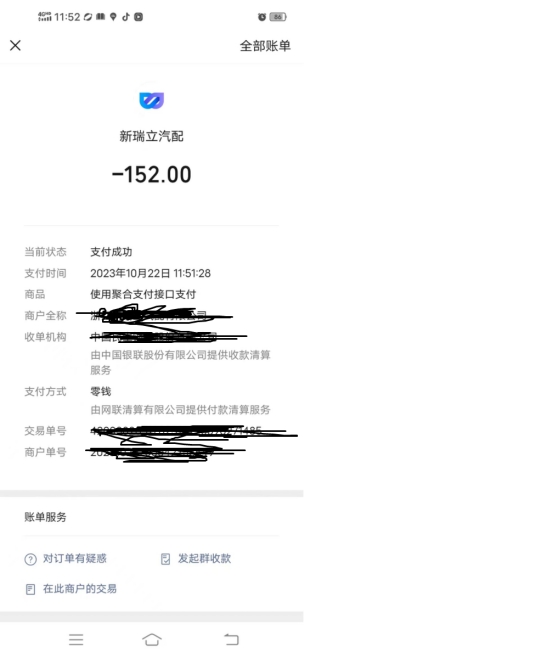 11:52
86
全部账单
新瑞立汽配
-152.00
当前状态 支付成功
支付时间 2023年10月22日 11:51:28
商品 使用聚合支付接口支付
商户全称
收单机构
由中国银联股份有限公司提供收款清算
服务
支付方式 零钱
由网联清算有限公司提供付款清算服务
交易单号
商户单号
账单服务
对订单有疑惑 发起群收款
在此商户的交易